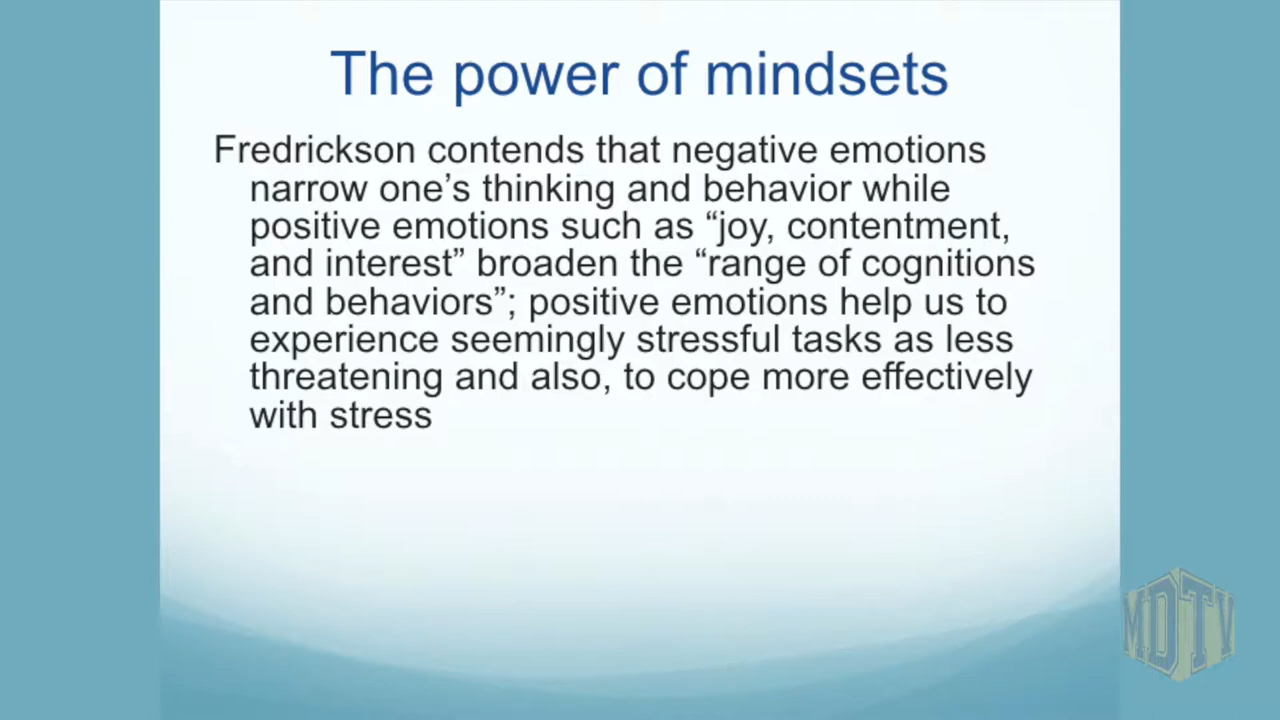 The power of mindsets
Fredrickson contends that negative emotions
narrow one’s thinking and behavior while
positive emotions such as “joy, contentment,
and interest” broaden the “range of cognitions
and behaviors”; positive emotions help us to
experience seemingly stressful tasks as less
threatening and also, to cope more effectively
with stress
MDTV